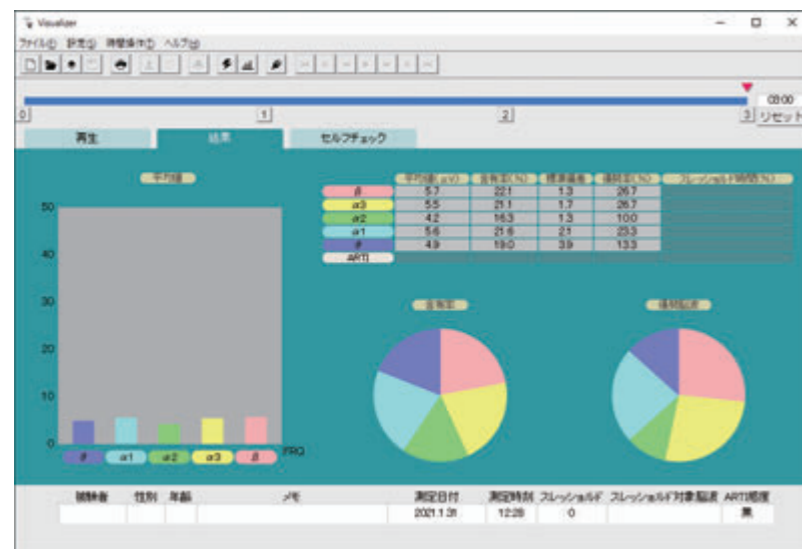 Visualizer
ファイル(F) 設定(S) 時間操作(T) ヘルプ(H)
03:00
0 1 2 3 リセット
再生 結果 セルフチェック
平均値
平均値(μV) 含有率(%) 標準偏差 優勢率(%) スレッショルド時間(%)
β 5.7 22.1 1.3 26.7
α3 5.5 21.1 1.7 26.7
α2 4.2 16.3 1.3 10.0
α1 5.6 21.6 2.1 23.3
θ 4.9 19.0 3.9 13.3
ARTI
50
40
30
20
10
0
θ α1 α2 α3 β FRQ
含有率 優勢脳波
被験者 性別 年齢 メモ 測定日付 測定時刻 スレッショルド スレッショルド対象脳波 ARTI感度
2021.1.31 12:28 0